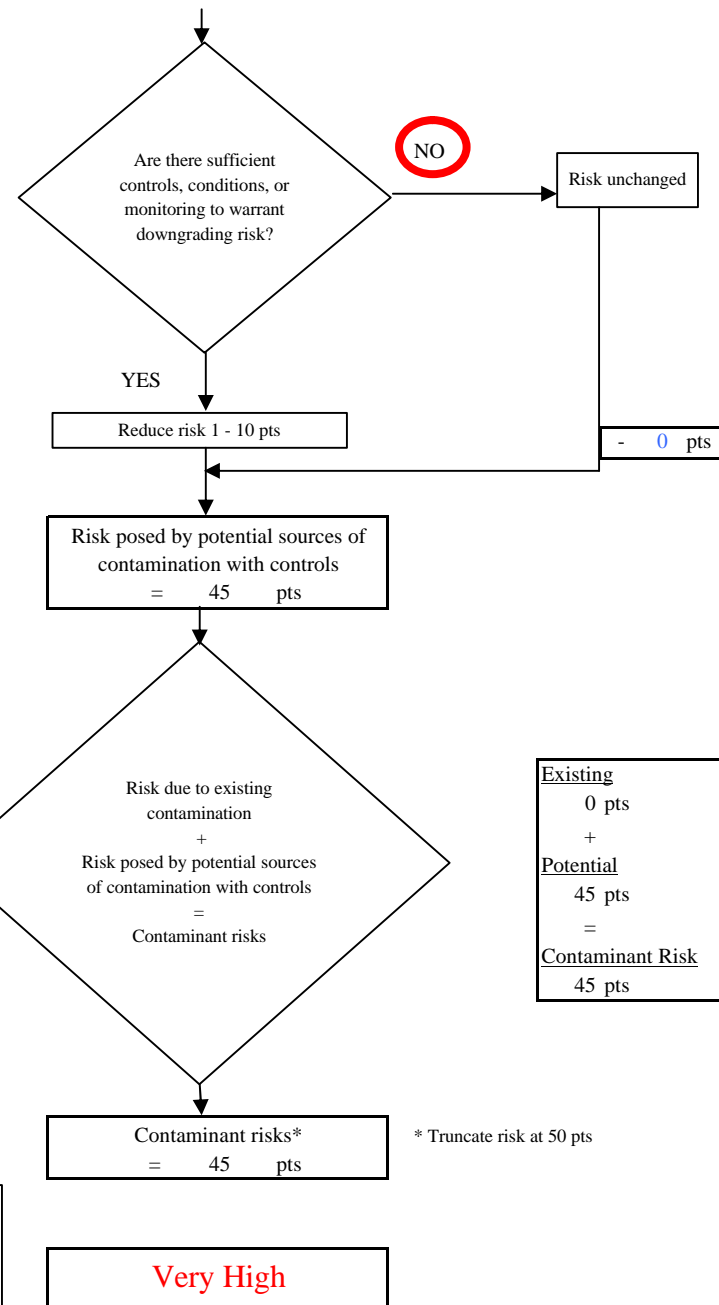 Are there sufficient
controls, conditions, or
monitoring to warrant
downgrading risk?
NO
Risk unchanged
YES
Reduce risk 1 - 10 pts
- 0 pts
Risk posed by potential sources of
contamination with controls
= 45 pts
Risk due to existing
contamination
+
Risk posed by potential sources
of contamination with controls
=
Contaminant risks
Existing
0 pts
+
Potential
45 pts
=
Contaminant Risk
45 pts
Contaminant risks*
= 45 pts
* Truncate risk at 50 pts
Very High